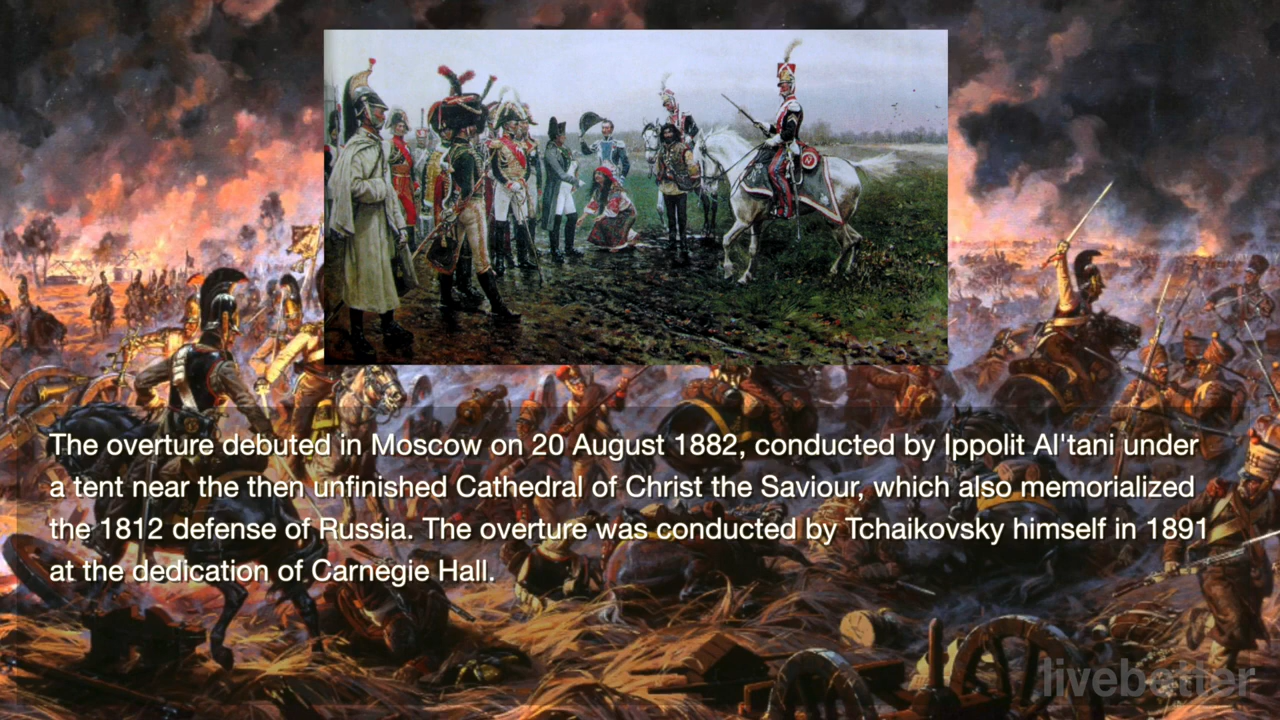 The overture debuted in Moscow on 20 August 1882, conducted by Ippolit Al'tani under
a tent near the then unfinished Cathedral of Christ the Saviour, which also memorialized
the 1812 defense of Russia. The overture was conducted by Tchaikovsky himself in 1891
at the dedication of Carnegie Hall.
livebetter